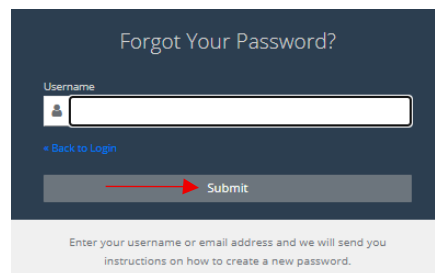 Forgot Your Password?
Username
« Back to Login
Submit
Enter your username or email address and we will send you
instructions on how to create a new password.